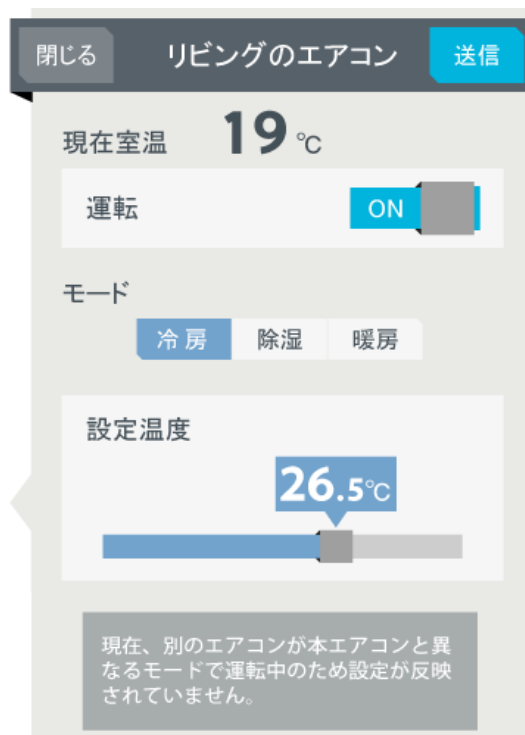 閉じる リビングのエアコン 送信
現在室温 19℃
運転 ON
モード
冷房 除湿 暖房
設定温度
26.5℃
現在、別のエアコンが本エアコンと異
なるモードで運転中のため設定が反映
されていません。